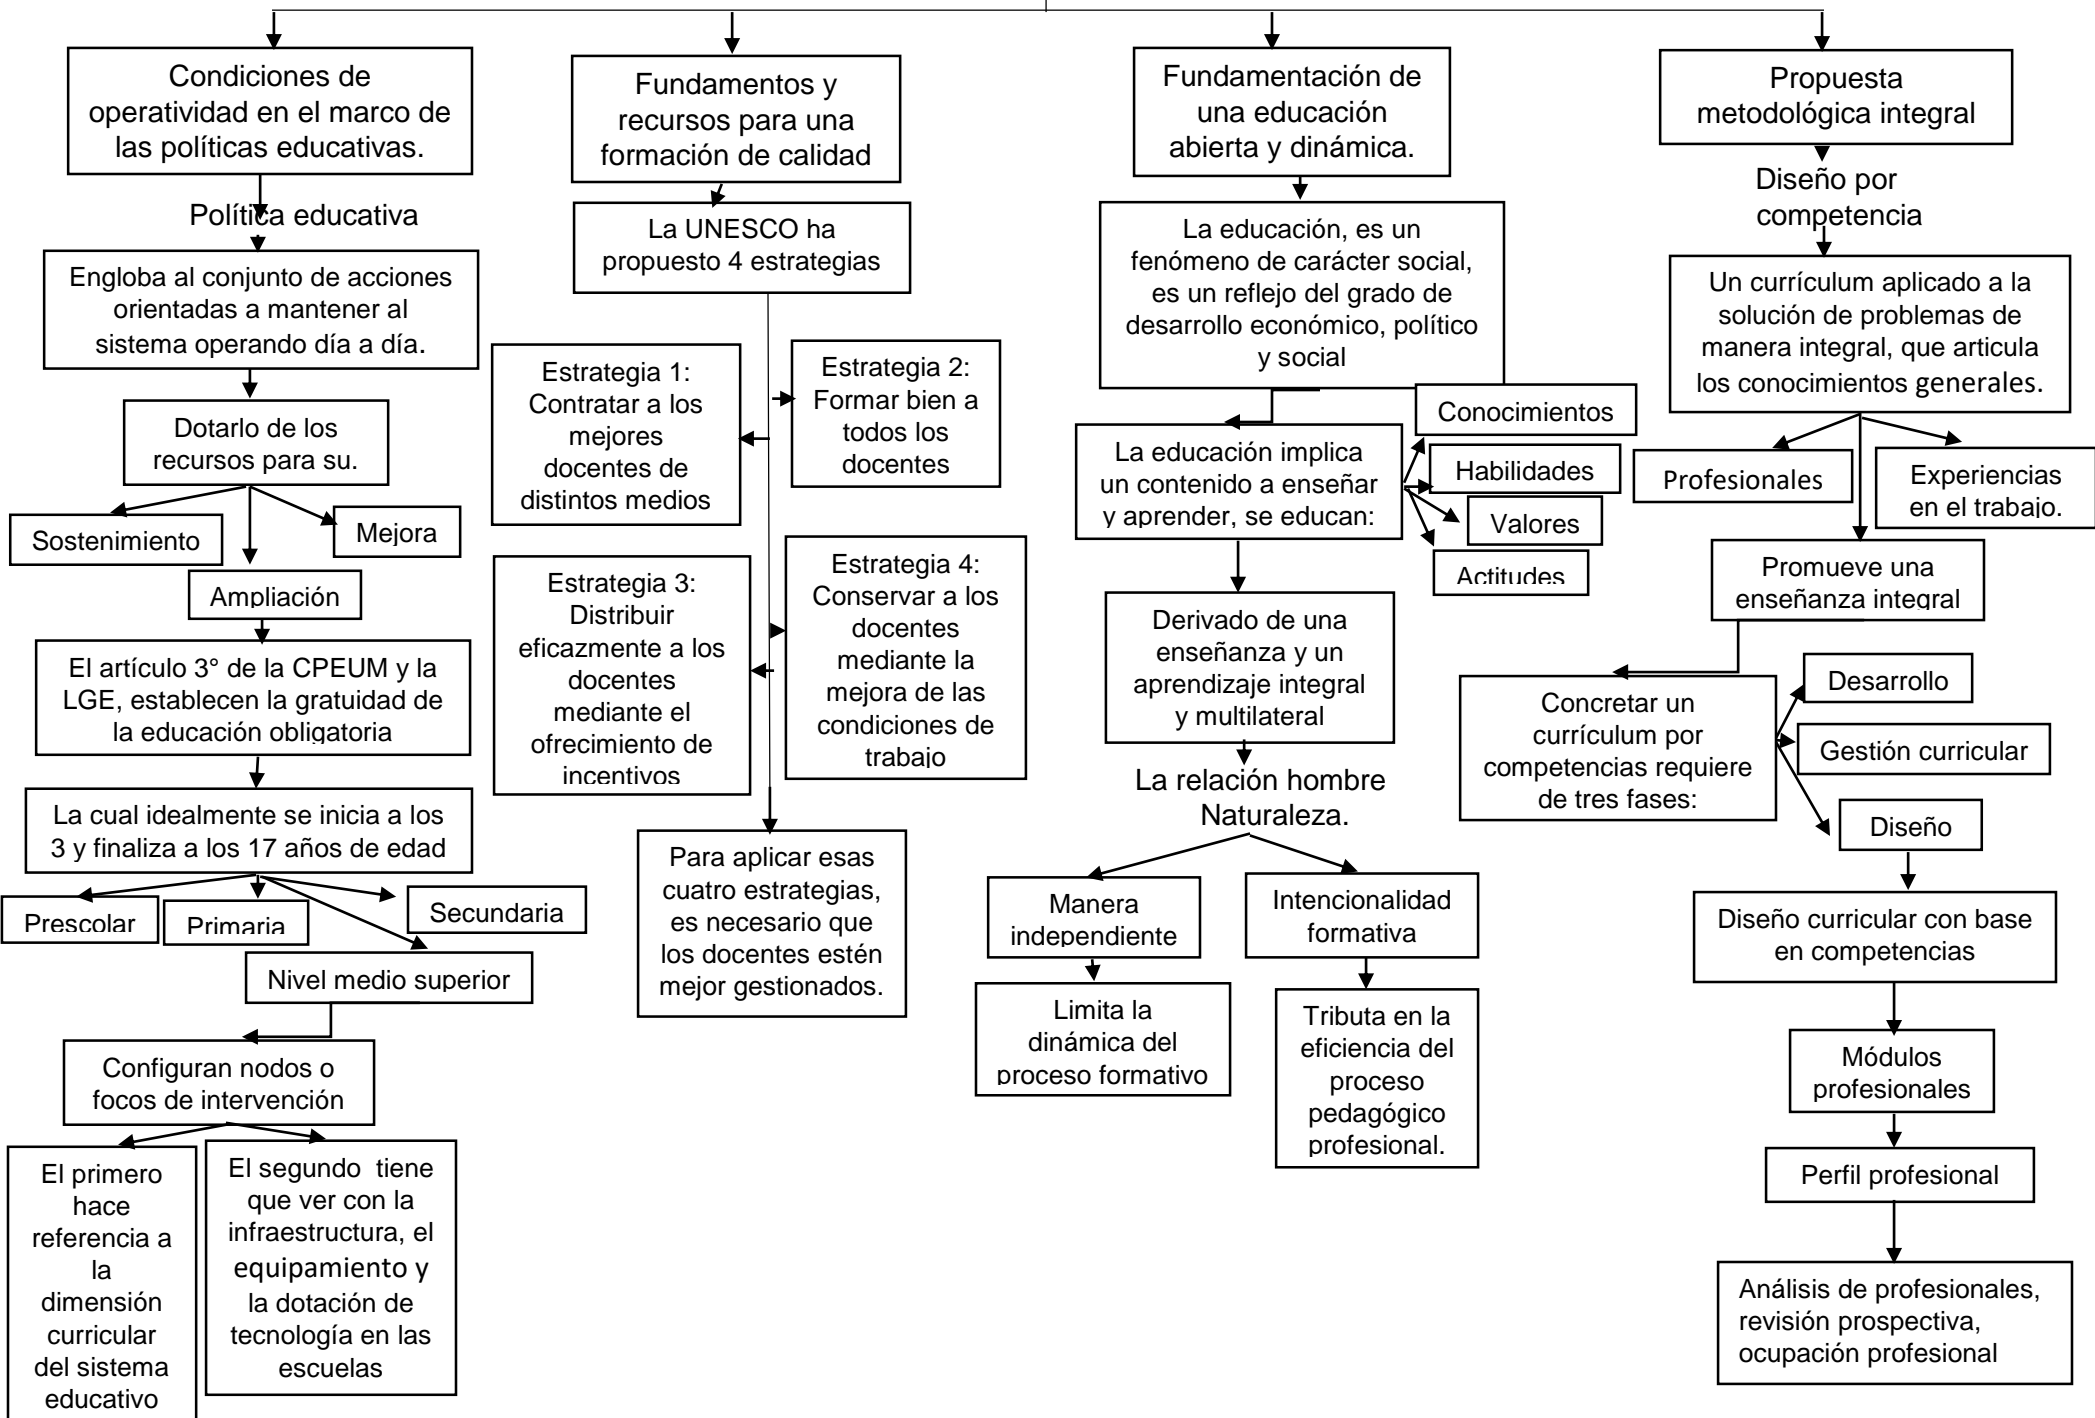 Condiciones de
operatividad en el marco de
las políticas educativas.
Política educativa
Engloba al conjunto de acciones
orientadas a mantener al
sistema operando día a día.
Dotarlo de los
recursos para su.
Sostenimiento
Mejora
Ampliación
El artículo 3° de la CPEUM y la
LGE, establecen la gratuidad de
la educación obligatoria
La cual idealmente se inicia a los
3 y finaliza a los 17 años de edad
Prescolar
Primaria
Secundaria
Nivel medio superior
Configuran nodos o
focos de intervención
El primero
hace
referencia a
la
dimensión
curricular
del sistema
educativo
El segundo  tiene
que ver con la
infraestructura, el
equipamiento y
la dotación de
tecnología en las
escuelas
Fundamentos y
recursos para una
formación de calidad
La UNESCO ha
propuesto 4 estrategias
Estrategia 1:
Contratar a los
mejores
docentes de
distintos medios
Estrategia 2:
Formar bien a
todos los
docentes
Estrategia 3:
Distribuir
eficazmente a los
docentes
mediante el
ofrecimiento de
incentivos
Estrategia 4:
Conservar a los
docentes
mediante la
mejora de las
condiciones de
trabajo
Para aplicar esas
cuatro estrategias,
es necesario que
los docentes estén
mejor gestionados.
Fundamentación de
una educación
abierta y dinámica.
La educación, es un
fenómeno de carácter social,
es un reflejo del grado de
desarrollo económico, político
y social
La educación implica
un contenido a enseñar
y aprender, se educan:
Conocimientos
Habilidades
Valores
Actitudes
Derivado de una
enseñanza y un
aprendizaje integral
y multilateral
La relación hombre
Naturaleza.
Manera
independiente
Limita la
dinámica del
proceso formativo
Intencionalidad
formativa
Tributa en la
eficiencia del
proceso
pedagógico
profesional.
Propuesta
metodológica integral
Diseño por
competencia
Un currículum aplicado a la
solución de problemas de
manera integral, que articula
los conocimientos generales.
Profesionales
Experiencias
en el trabajo.
Promueve una
enseñanza integral
Concretar un
currículum por
competencias requiere
de tres fases:
Desarrollo
Gestión curricular
Diseño
Diseño curricular con base
en competencias
Módulos
profesionales
Perfil profesional
Análisis de profesionales,
revisión prospectiva,
ocupación profesional